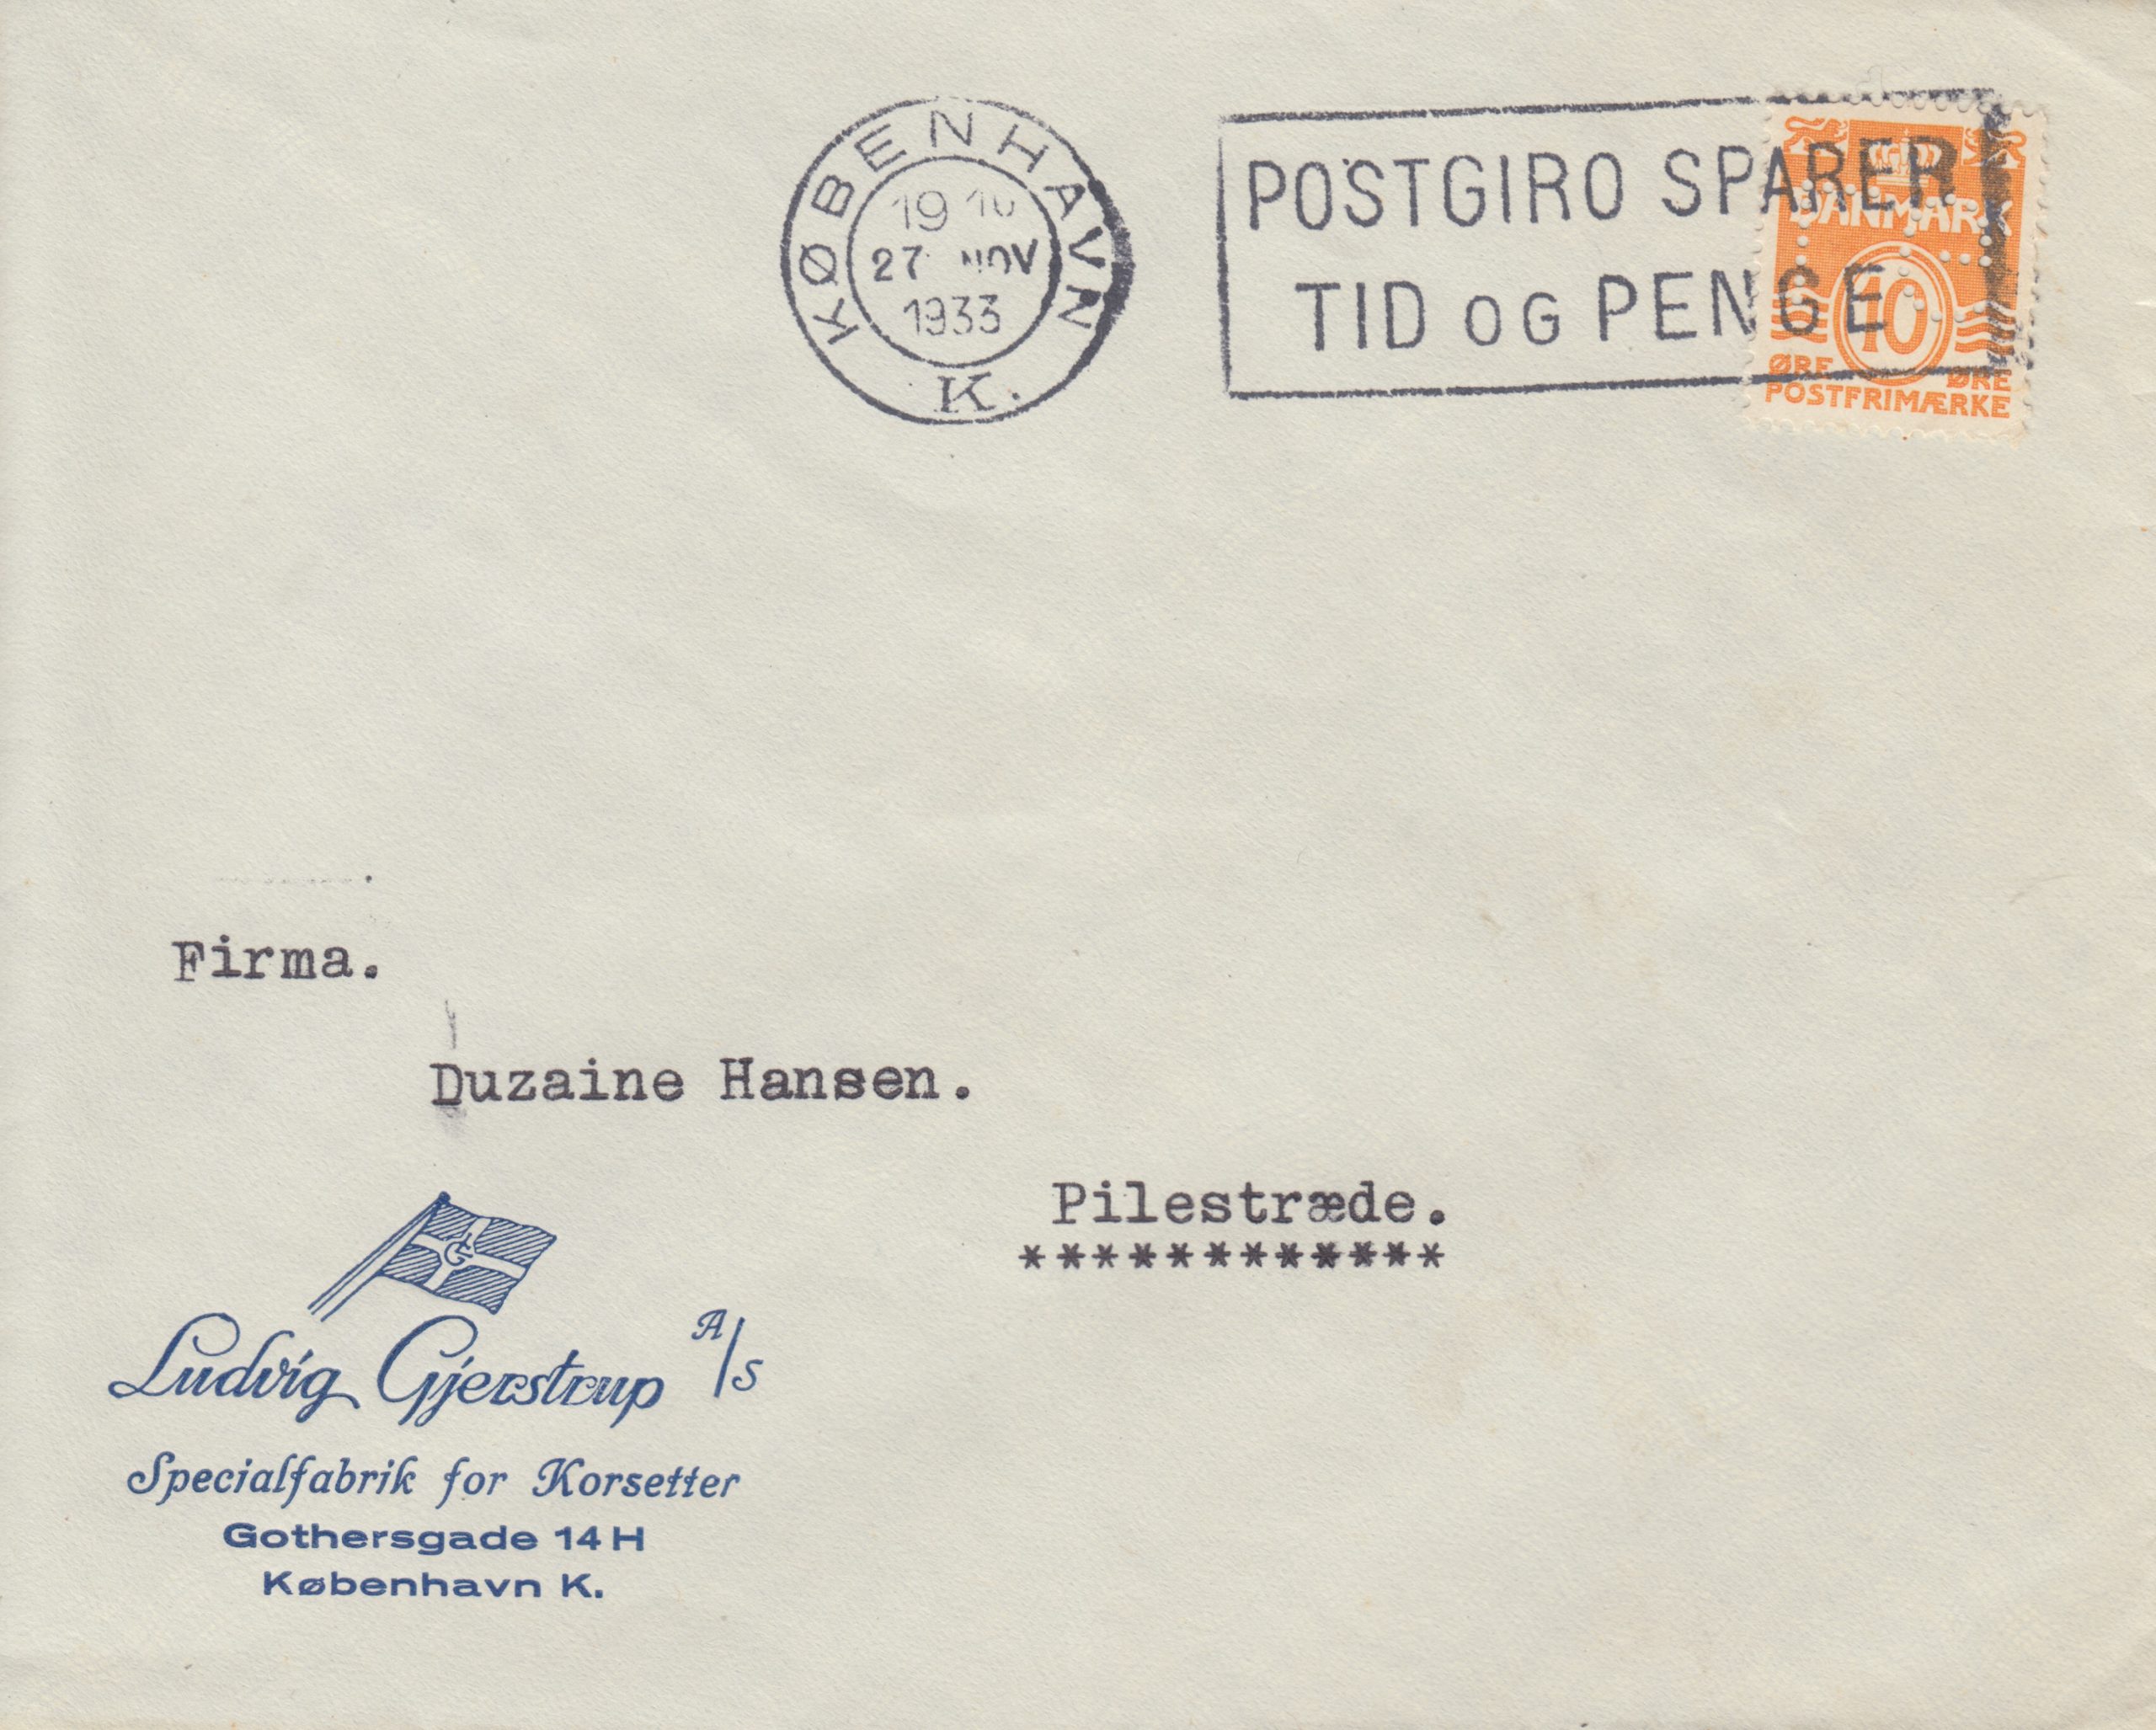 KØBENHAVN
19
27 NOV
1933
K.
POSTGIRO SPARER
TID OG PENGE
DANMARK
10
ØRE ØRE
POSTFRIMÆRKE
Firma.
Duzaine Hansen.
Pilestræde.
************
Ludvig Gjerstrup A/S
Specialfabrik for Korsetter
Gothersgade 14 H
København K.